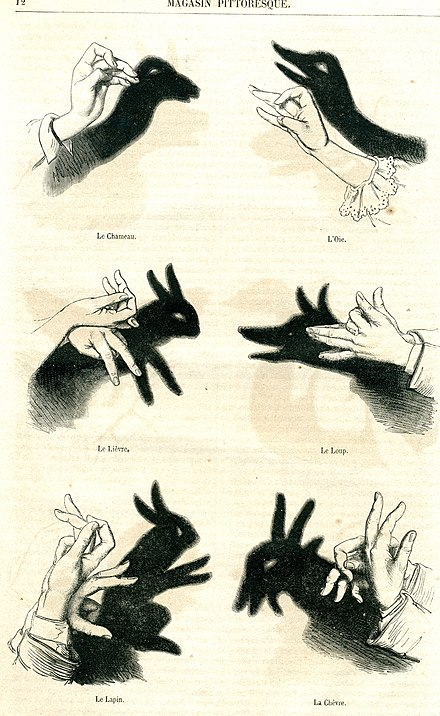 12
MAGASIN PITTORESQUE.
Le Chameau.
L'Oie.
Le Lièvre.
Le Loup.
Le Lapin.
La Chèvre.